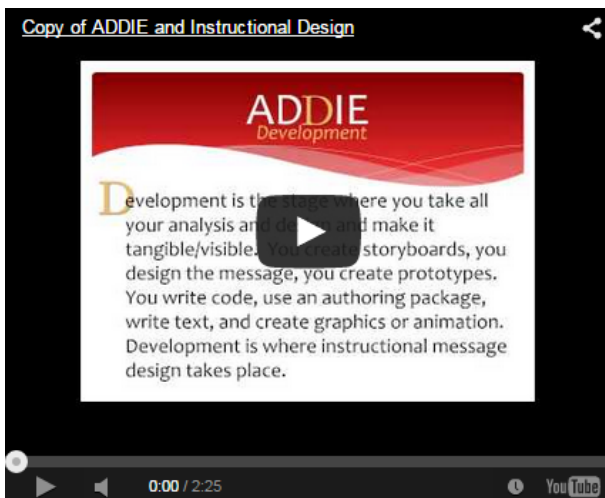 Copy of ADDIE and Instructional Design
ADDIE
Development
Development is the stage where you take all
your analysis and design and make it
tangible/visible. You create storyboards, you
design the message, you create prototypes.
You write code, use an authoring package,
write text, and create graphics or animation.
Development is where instructional message
design takes place.
0:00 / 2:25
YouTube